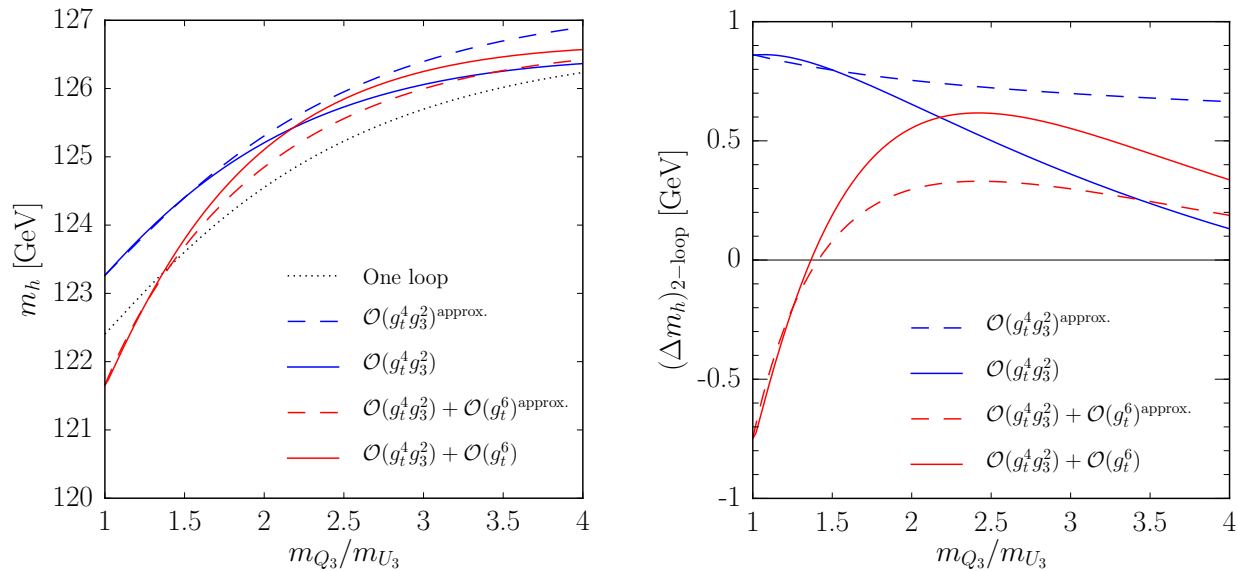 127
126
125
124
123
122
121
120
m_h [GeV]
One loop
O(g_t^4 g_3^2)^approx.
O(g_t^4 g_3^2)
O(g_t^4 g_3^2) + O(g_t^6)^approx.
O(g_t^4 g_3^2) + O(g_t^6)
1 1.5 2 2.5 3 3.5 4
m_{Q_3}/m_{U_3}
1
0.5
0
-0.5
-1
(Δm_h)_{2−loop} [GeV]
O(g_t^4 g_3^2)^approx.
O(g_t^4 g_3^2)
O(g_t^4 g_3^2) + O(g_t^6)^approx.
O(g_t^4 g_3^2) + O(g_t^6)
1 1.5 2 2.5 3 3.5 4
m_{Q_3}/m_{U_3}